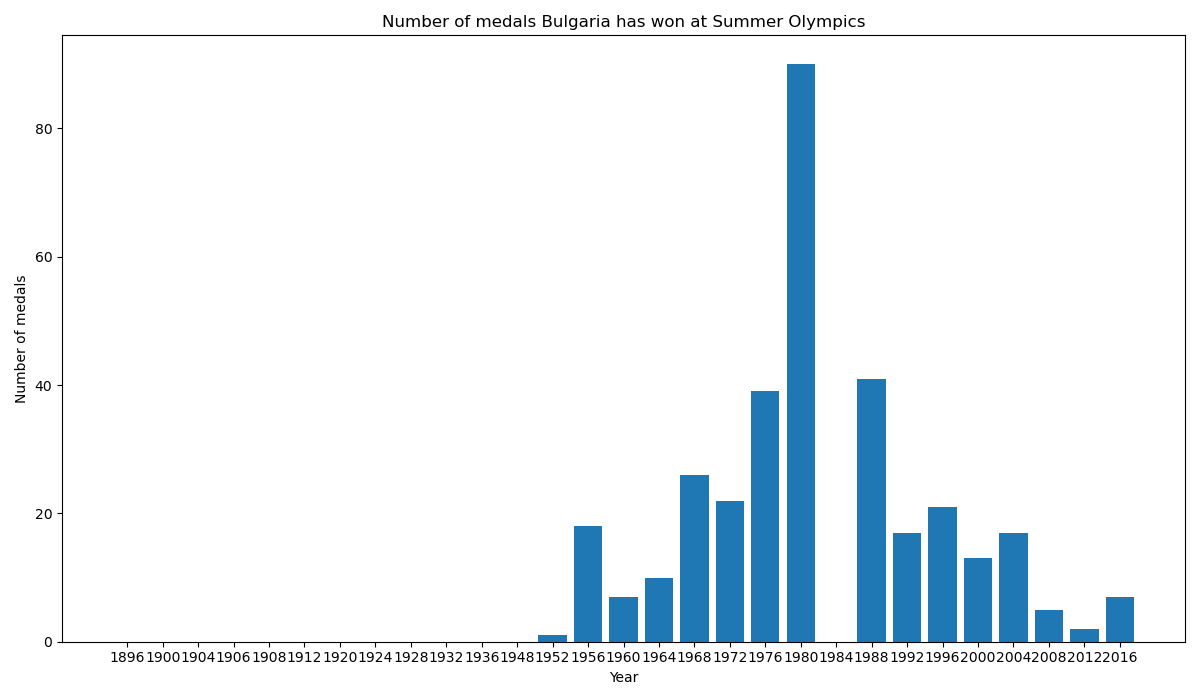 Number of medals Bulgaria has won at Summer Olympics
Number of medals
80
60
40
20
0
1896 1900 1904 1906 1908 1912 1920 1924 1928 1932 1936 1948 1952 1956 1960 1964 1968 1972 1976 1980 1984 1988 1992 1996 2000 2004 2008 2012 2016
Year